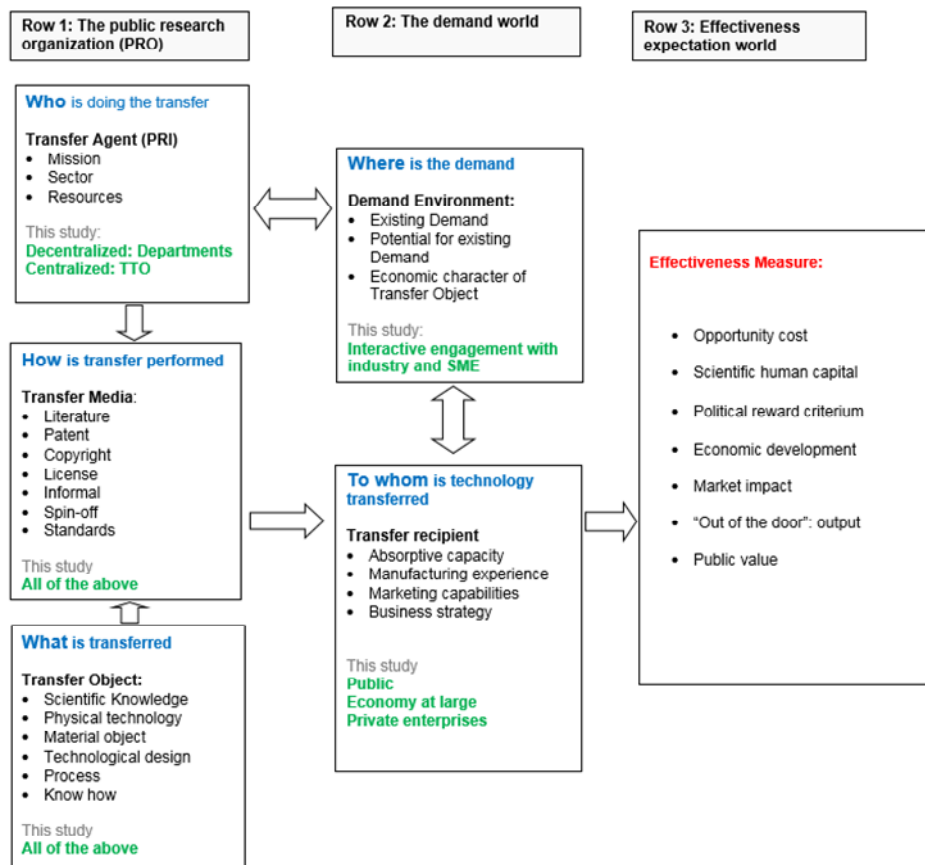 Row 1: The public research
organization (PRO)
Row 2: The demand world
Row 3: Effectiveness
expectation world
Who is doing the transfer
Transfer Agent (PRI)
• Mission
• Sector
• Resources
This study:
Decentralized: Departments
Centralized: TTO
How is transfer performed
Transfer Media:
• Literature
• Patent
• Copyright
• License
• Informal
• Spin-off
• Standards
This study
All of the above
What is transferred
Transfer Object:
• Scientific Knowledge
• Physical technology
• Material object
• Technological design
• Process
• Know how
This study
All of the above
Where is the demand
Demand Environment:
• Existing Demand
• Potential for existing
Demand
• Economic character of
Transfer Object
This study:
Interactive engagement with
industry and SME
To whom is technology
transferred
Transfer recipient
• Absorptive capacity
• Manufacturing experience
• Marketing capabilities
• Business strategy
This study
Public
Economy at large
Private enterprises
Effectiveness Measure:
• Opportunity cost
• Scientific human capital
• Political reward criterium
• Economic development
• Market impact
• “Out of the door”: output
• Public value